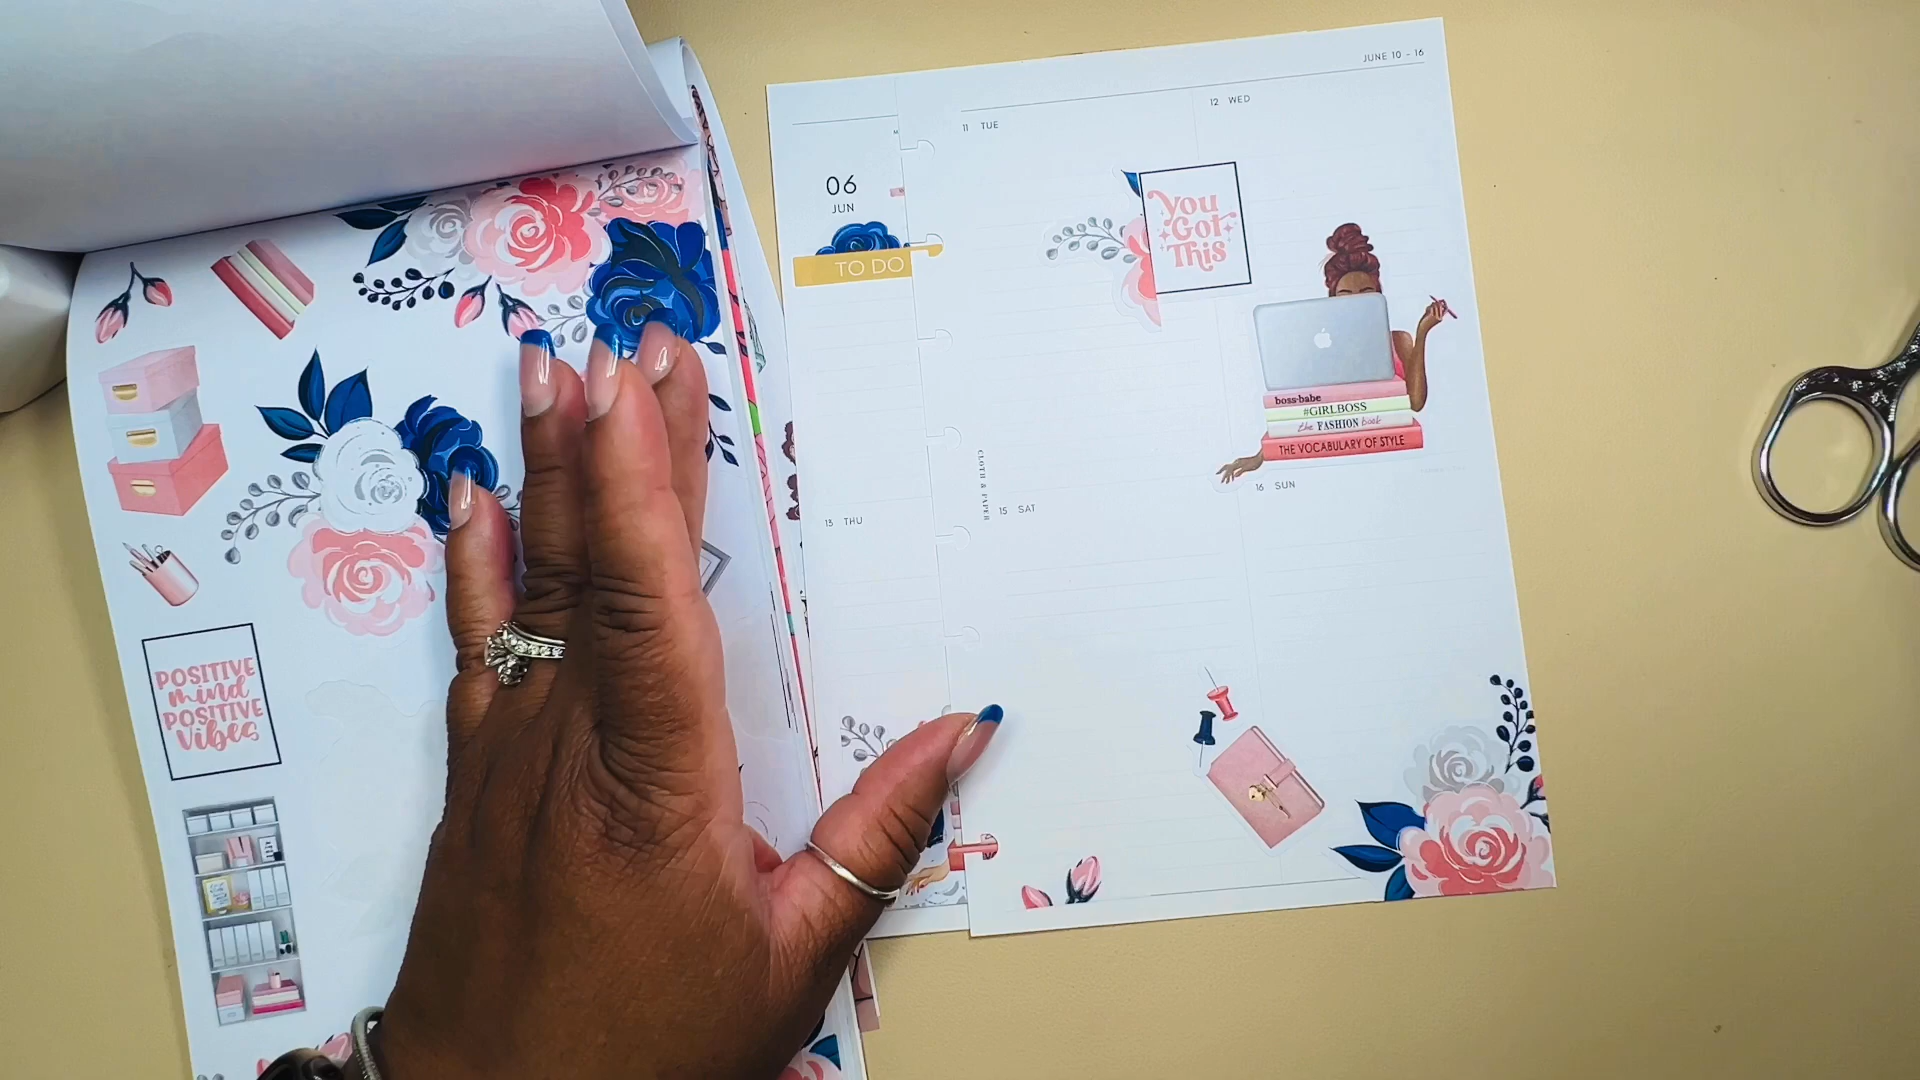 POSITIVE
mind
POSITIVE
vibes
06
JUN
TO DO
13 THU
JUNE 10 - 16
11 TUE
12 WED
You
Got
This
boss-babe
#GIRLBOSS
the FASHION book
THE VOCABULARY OF STYLE
CLOTH & PAPER
15 SAT
16 SUN